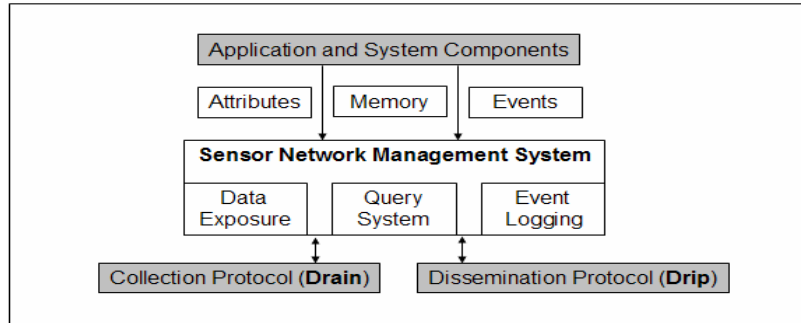 Application and System Components
Attributes Memory Events
Sensor Network Management System
Data Query Event
Exposure System Logging
Collection Protocol (Drain) Dissemination Protocol (Drip)